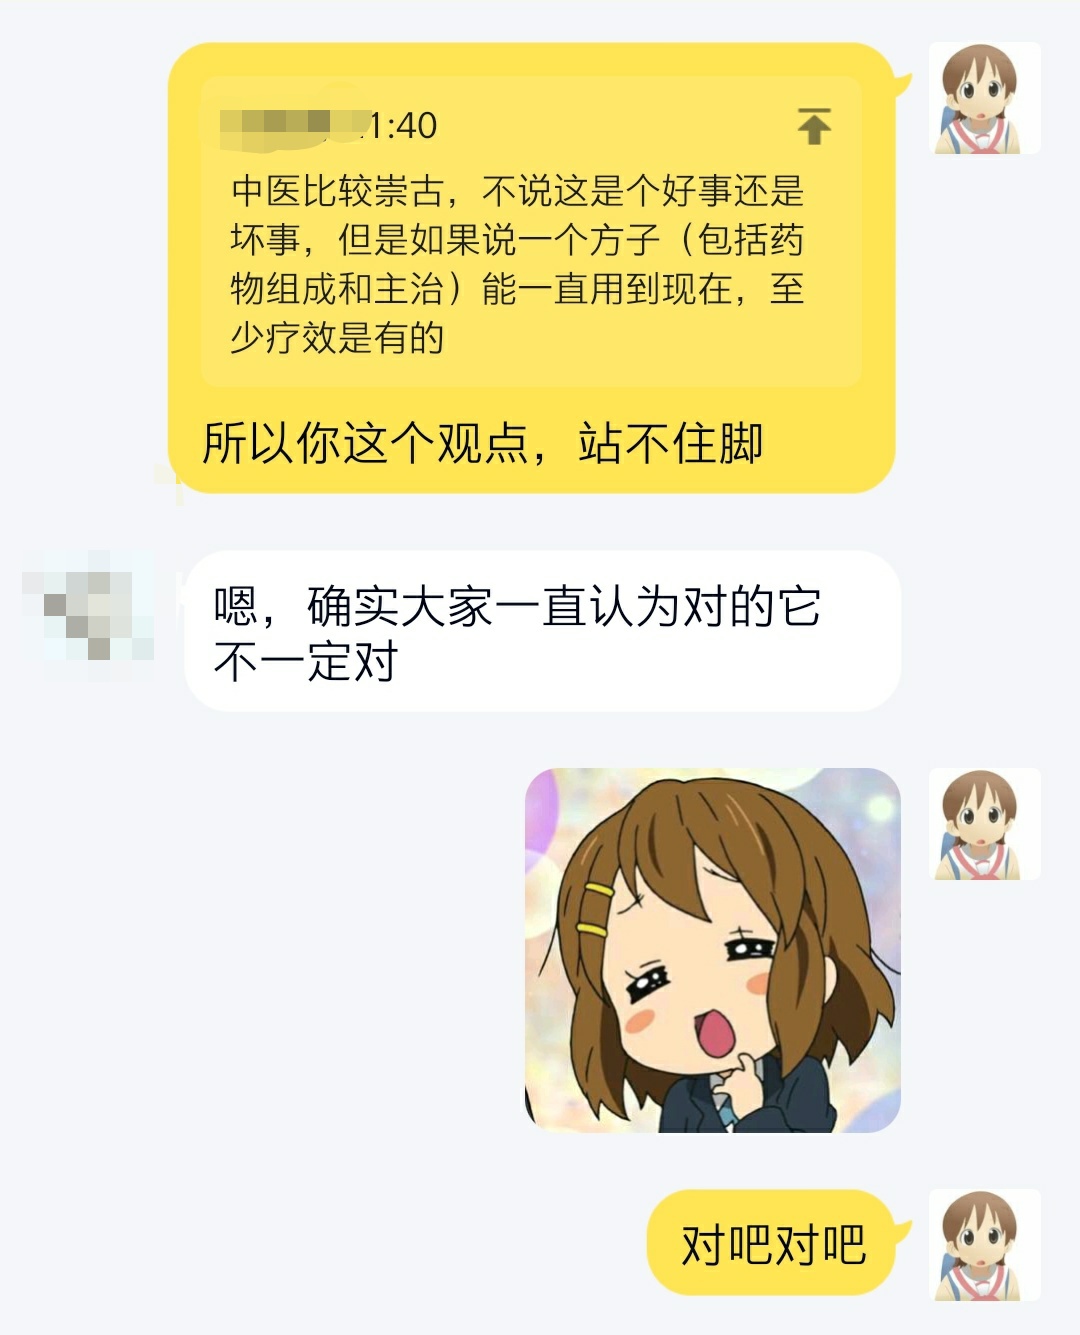 1:40
中医比较崇古，不说这是个好事还是
坏事，但是如果说一个方子（包括药
物组成和主治）能一直用到现在，至
少疗效是有的
所以你这个观点，站不住脚
嗯，确实大家一直认为对的它
不一定对
对吧对吧